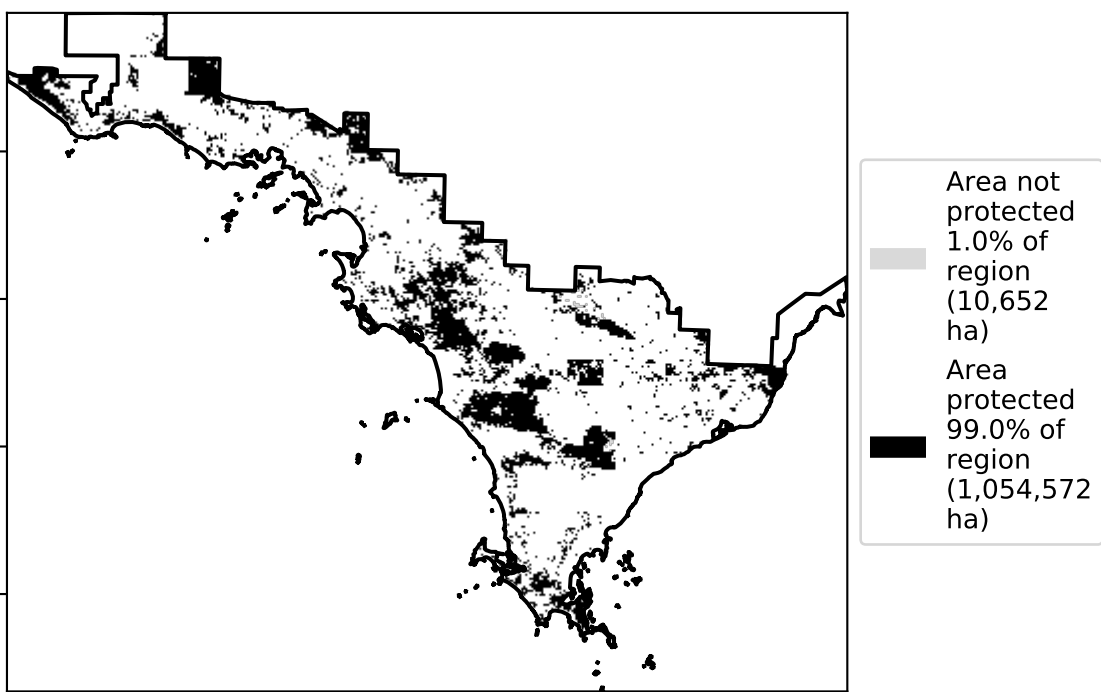 Area not
protected
1.0% of
region
(10,652
ha)
Area
protected
99.0% of
region
(1,054,572
ha)